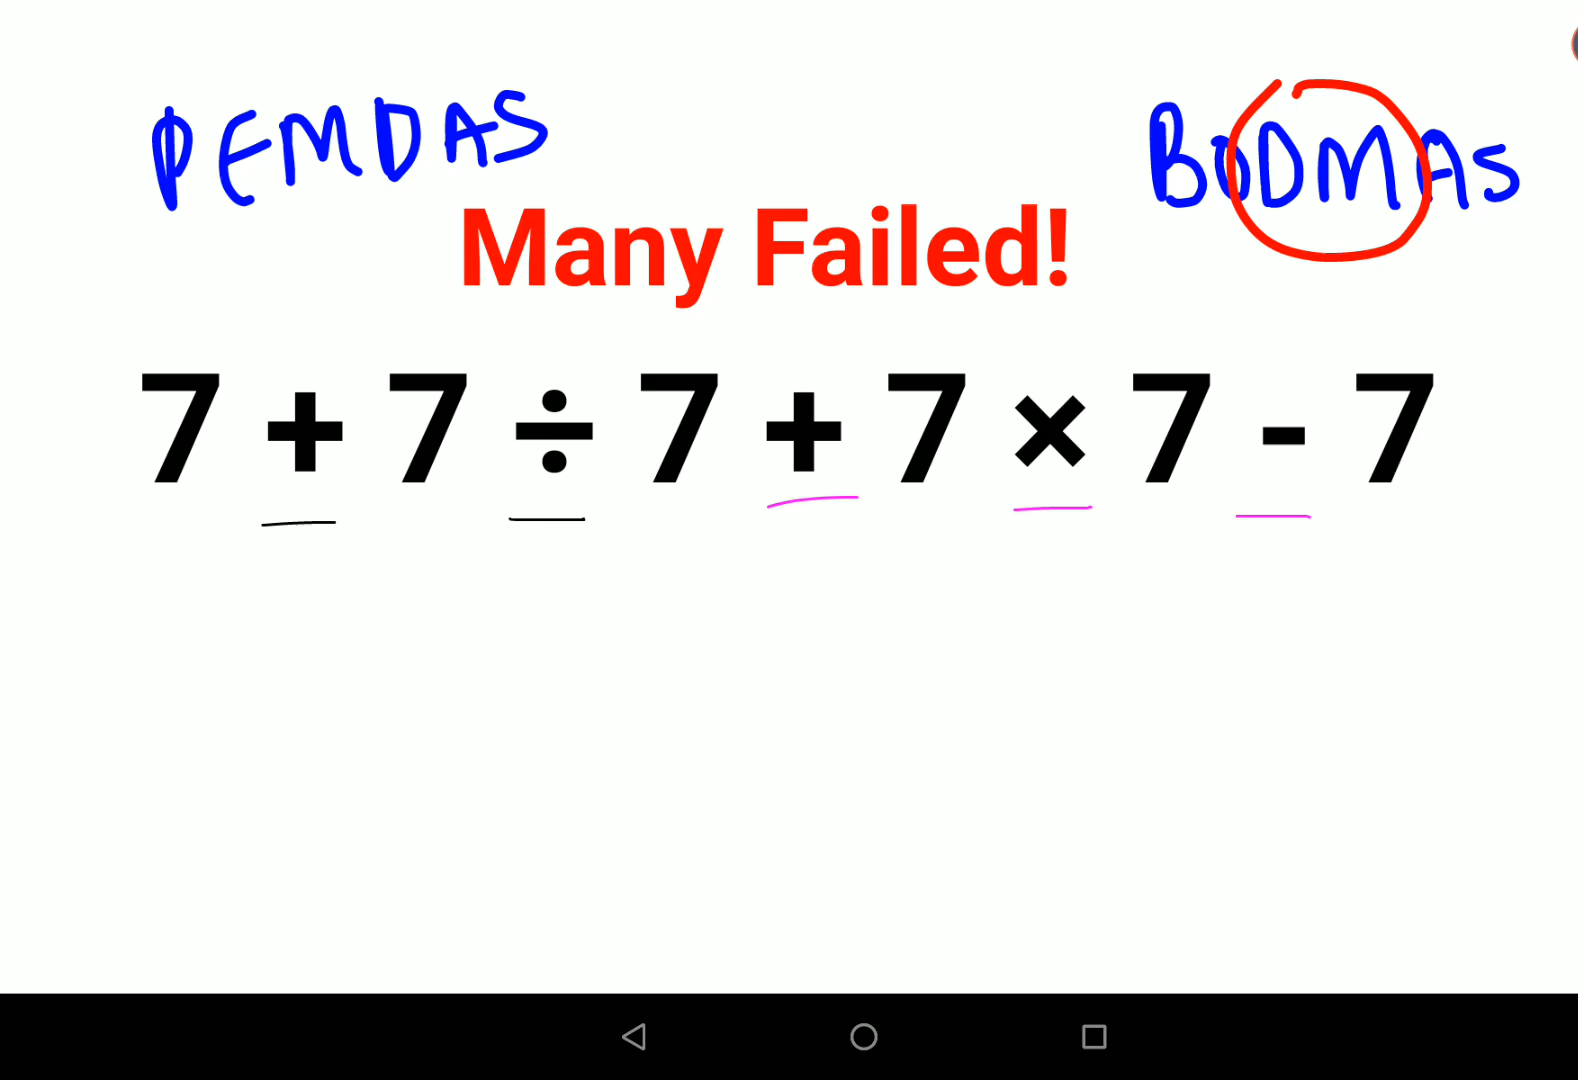 PEMDAS
BODMAS
Many Failed!
7 + 7 ÷ 7 + 7 × 7 - 7